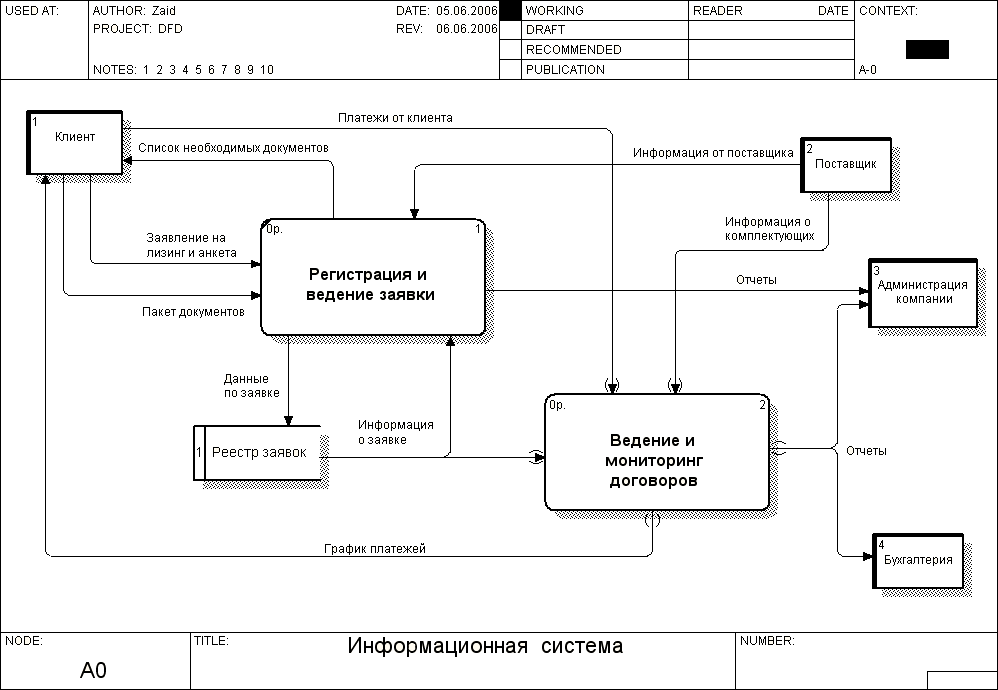 USED AT:
AUTHOR: Zaid
DATE: 05.06.2006
PROJECT: DFD
REV: 06.06.2006
NOTES: 1 2 3 4 5 6 7 8 9 10
WORKING
DRAFT
RECOMMENDED
PUBLICATION
READER
DATE
CONTEXT:
A-0
1
Клиент
Платежи от клиента
Список необходимых документов
Информация от поставщика
2
Поставщик
Информация о
комплектующих
Заявление на
лизинг и анкета
Пакет документов
0р.
1
Регистрация и
ведение заявки
Отчеты
3
Администрация
компании
Данные
по заявке
Информация
о заявке
1
Реестр заявок
0р.
2
Ведение и
мониторинг
договоров
Отчеты
График платежей
4
Бухгалтерия
NODE:
A0
TITLE:
Информационная система
NUMBER: